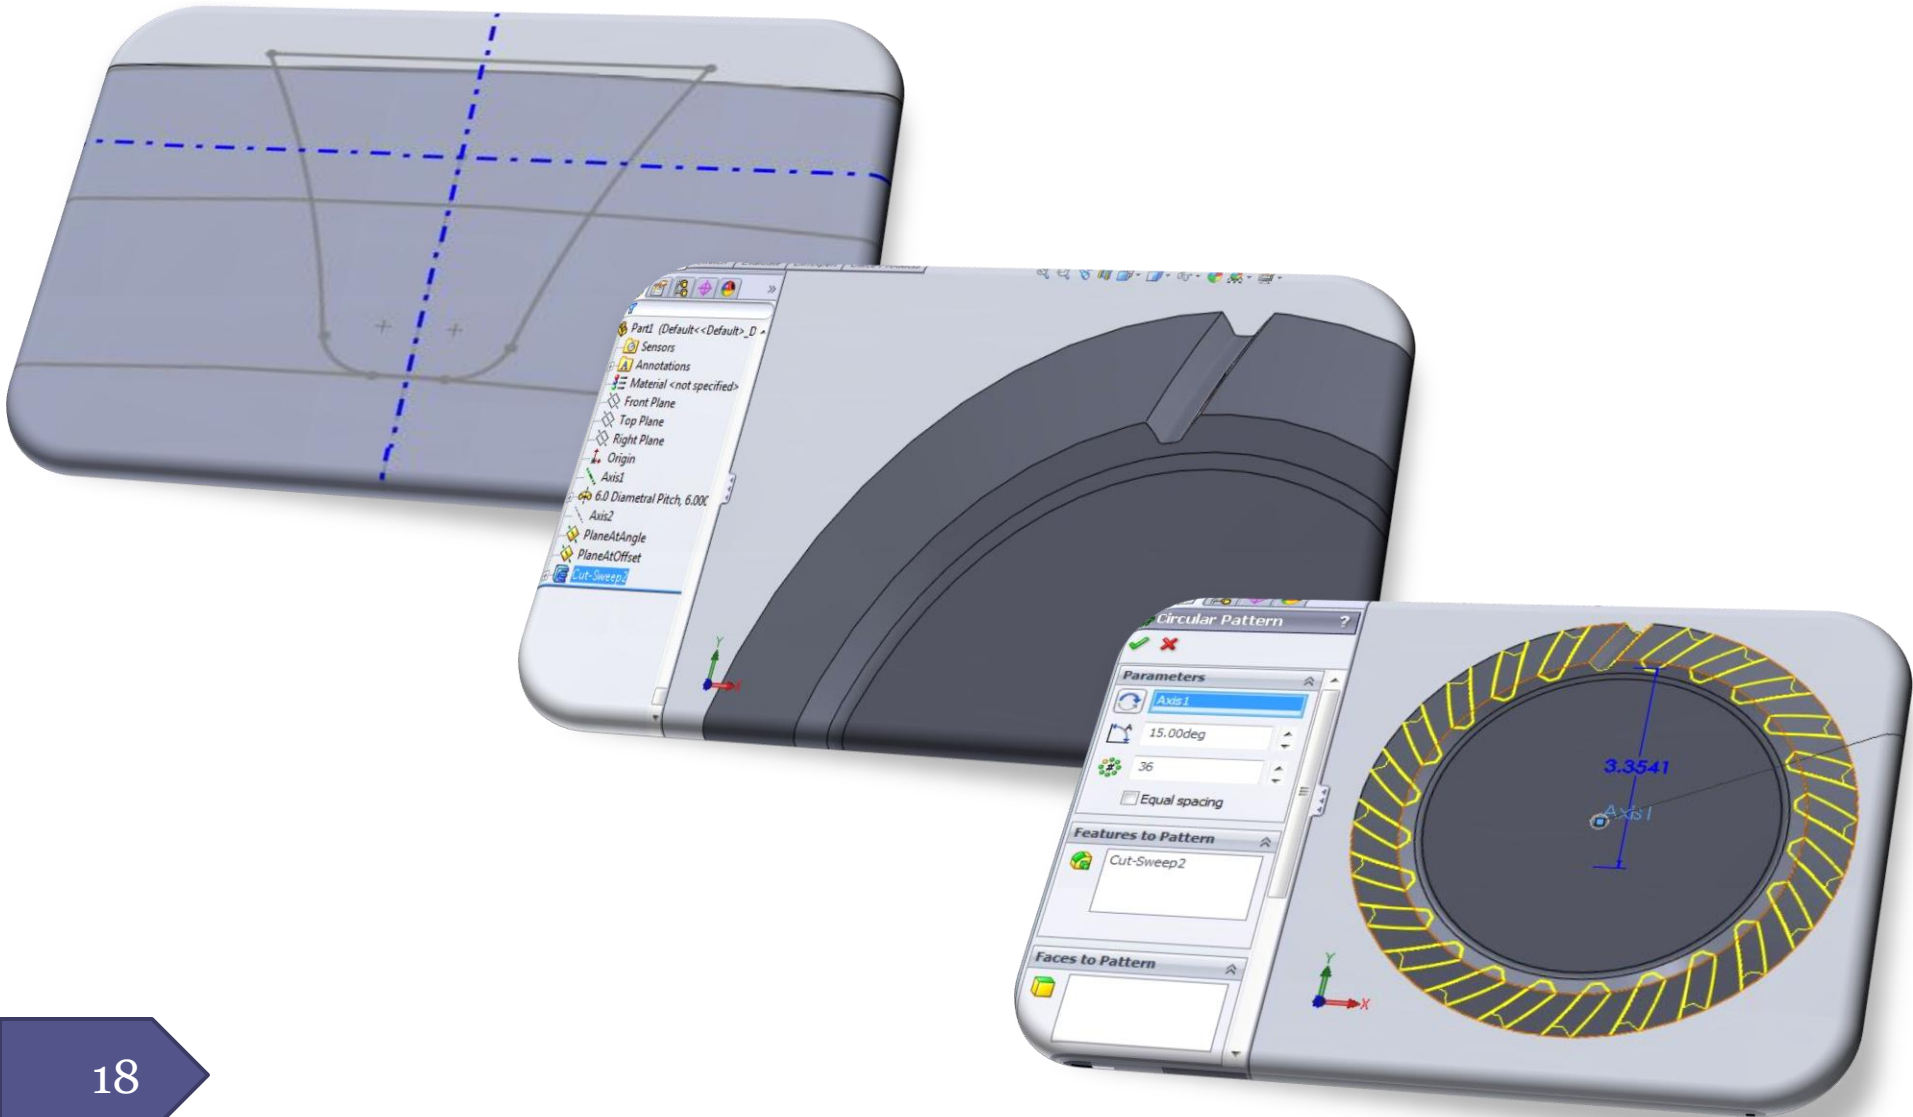 Part1 (Default<<Default>_D
Sensors
Annotations
Material <not specified>
Front Plane
Top Plane
Right Plane
Origin
Axis1
6.0 Diametral Pitch, 6.000
Axis2
PlaneAtAngle
PlaneAtOffset
Cut-Sweep2
Y
Circular Pattern ?
Parameters
Axis1
15.00deg
36
Equal spacing
Features to Pattern
Cut-Sweep2
Faces to Pattern
3.3541
Axis1
Y
X
18